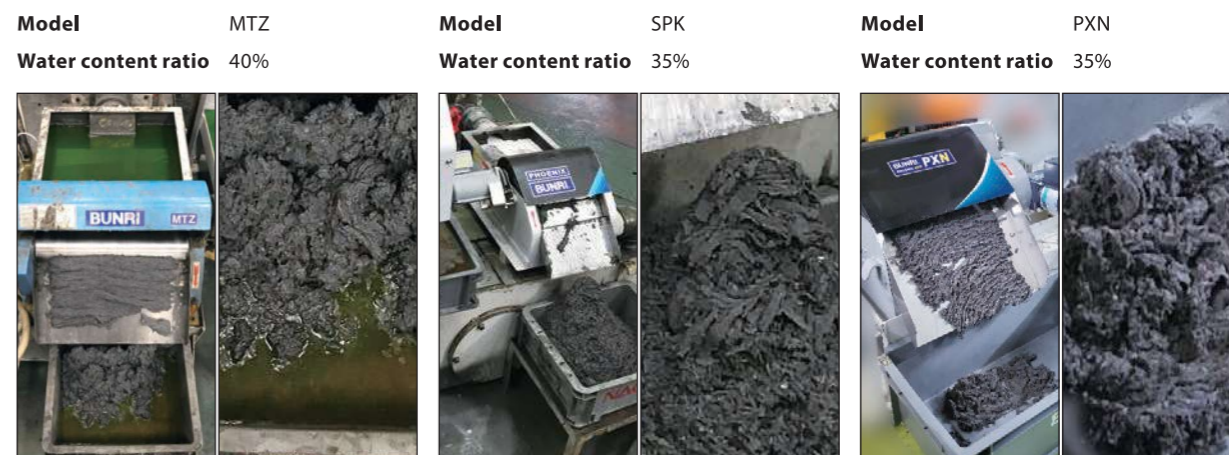 Model MTZ
Water content ratio 40%
Model SPK
Water content ratio 35%
Model PXN
Water content ratio 35%
BUNRI MTZ
PHOENIX
BUNRI
BUNRI PXN